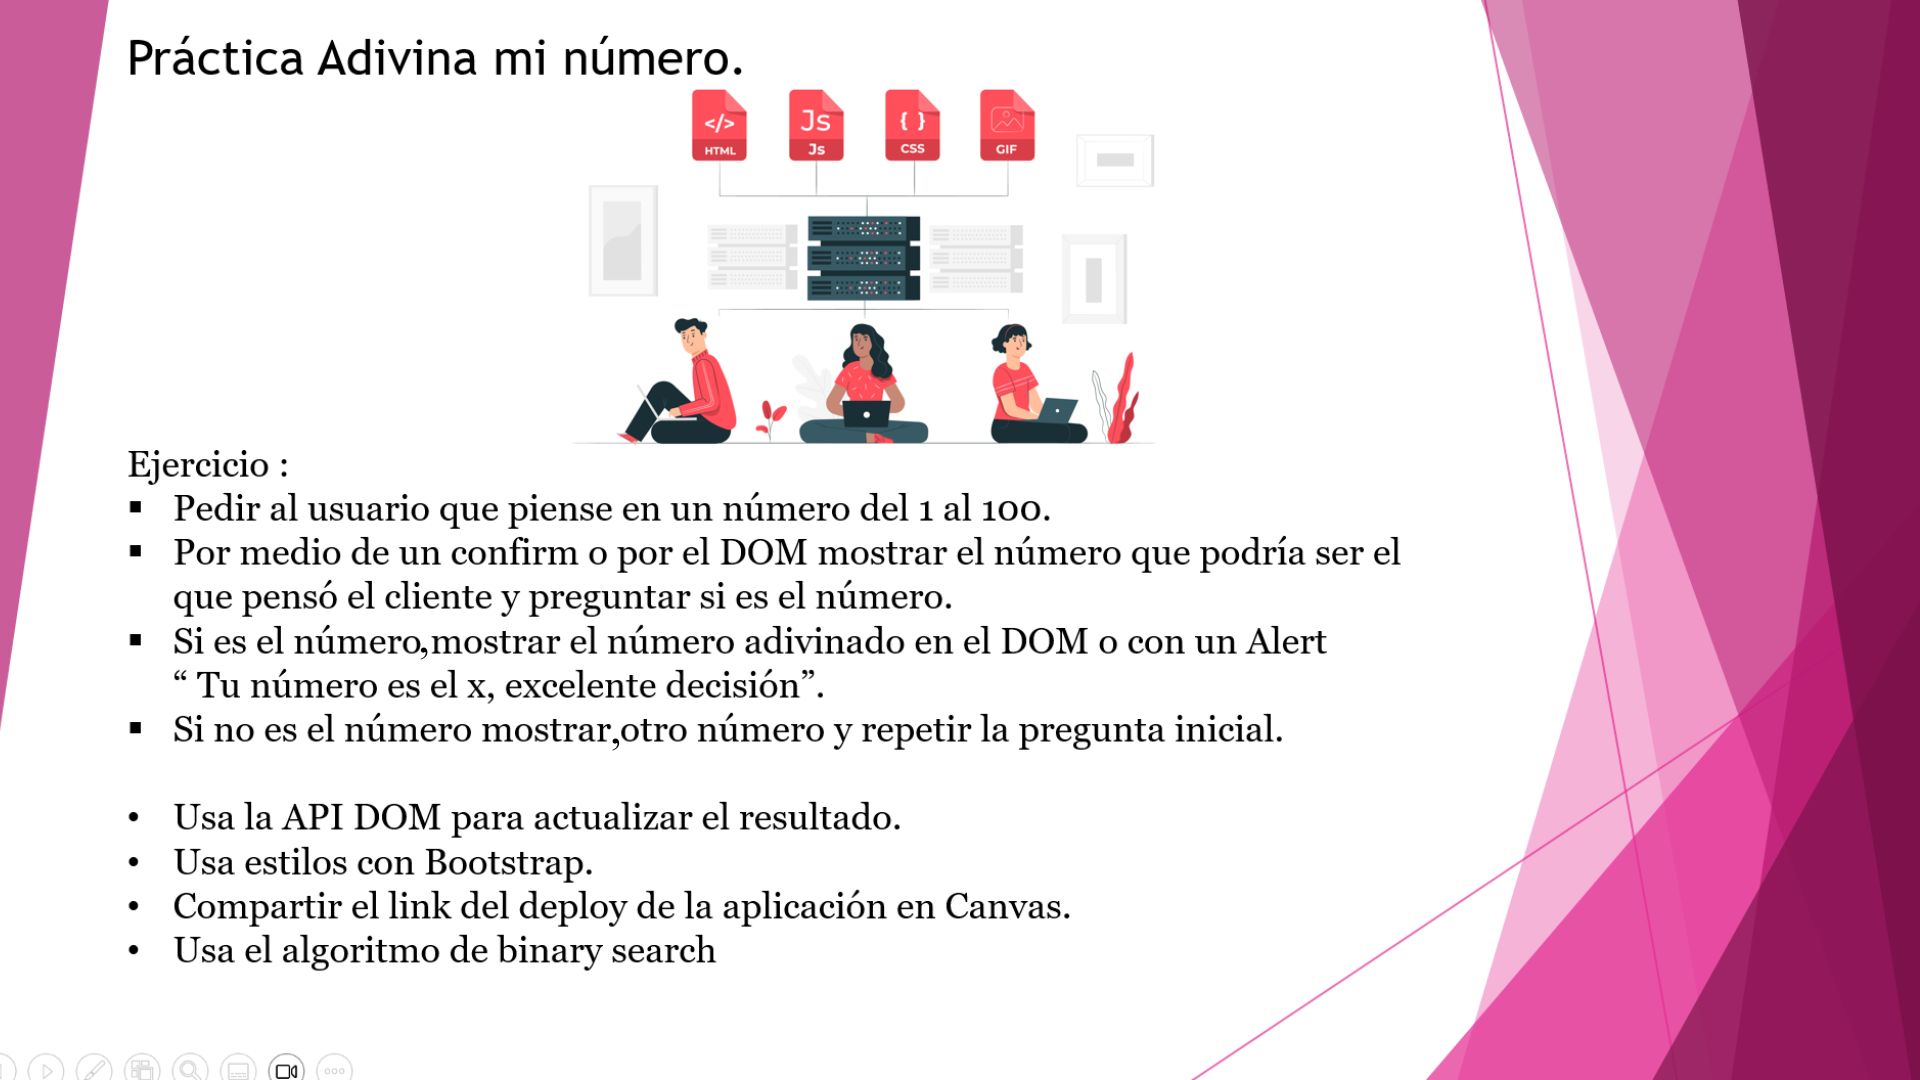 Práctica Adivina mi número.
</> Js { }
HTML Js CSS GIF
Ejercicio :
▪ Pedir al usuario que piense en un número del 1 al 100.
▪ Por medio de un confirm o por el DOM mostrar el número que podría ser el
que pensó el cliente y preguntar si es el número.
▪ Si es el número,mostrar el número adivinado en el DOM o con un Alert
“ Tu número es el x, excelente decisión”.
▪ Si no es el número mostrar,otro número y repetir la pregunta inicial.
• Usa la API DOM para actualizar el resultado.
• Usa estilos con Bootstrap.
• Compartir el link del deploy de la aplicación en Canvas.
• Usa el algoritmo de binary search